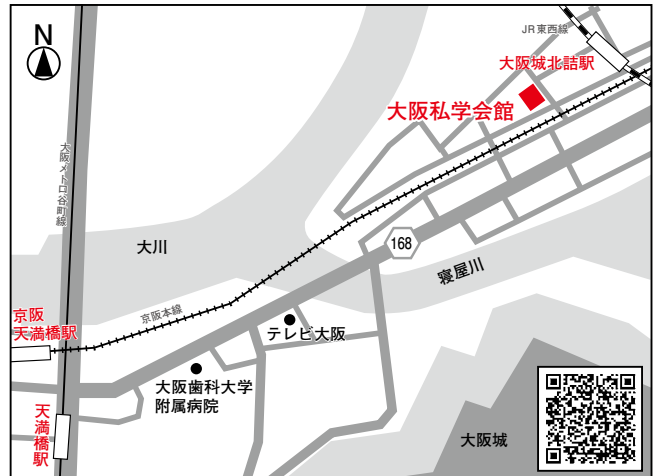 N
JR東西線
大阪城北詰駅
大阪私学会館
大阪メトロ谷町線
大川
168
寝屋川
京阪
天満橋駅
京阪本線
テレビ大阪
大阪歯科大学
附属病院
天満橋駅
大阪城